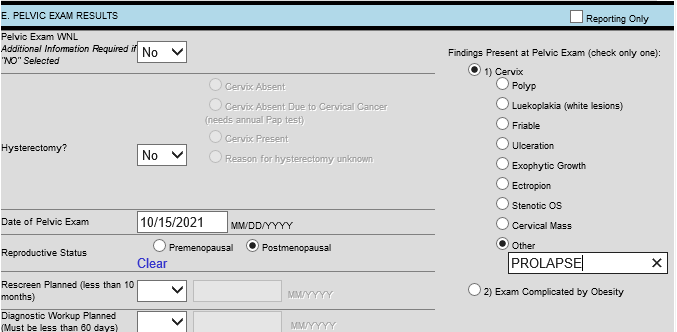 E. PELVIC EXAM RESULTS
Reporting Only
Pelvic Exam WNL
Additional Information Required if
"NO" Selected
No
Hysterectomy?
No
Cervix Absent
Cervix Absent Due to Cervical Cancer
(needs annual Pap test)
Cervix Present
Reason for hysterectomy unknown
Date of Pelvic Exam
10/15/2021 MM/DD/YYYY
Reproductive Status
Premenopausal Postmenopausal
Clear
Rescreen Planned (less than 10
months)
MM/YYYY
Diagnostic Workup Planned
(Must be less than 60 days)
MM/YYYY
Findings Present at Pelvic Exam (check only one):
1) Cervix
Polyp
Luekoplakia (white lesions)
Friable
Ulceration
Exophytic Growth
Ectropion
Stenotic OS
Cervical Mass
Other
PROLAPSE
2) Exam Complicated by Obesity